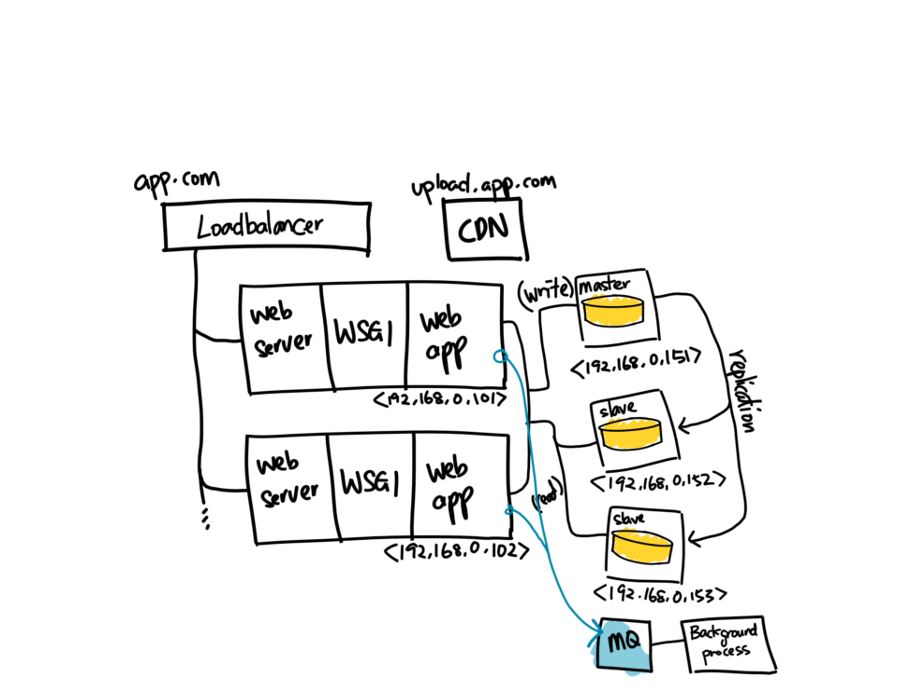 app.com
upload.app.com
Loadbalancer
CDN
web
server
WSGI
web
app
<192,168,0,101>
web
server
WSGI
web
app
<192,168,0,102>
(write)
master
<192,168,0,151>
replication
slave
<192,168,0,152>
(read)
slave
<192.168,0,153>
MQ
Background
process